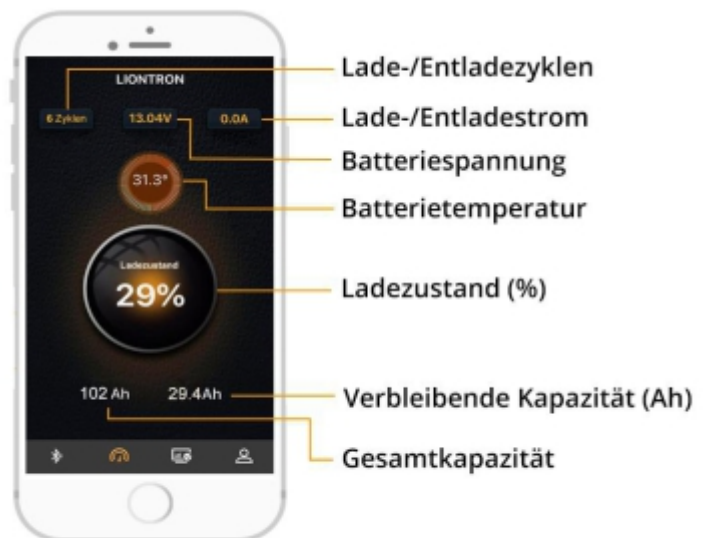 LIONTRON
6 Zyklen
13.04V
0.0A
31.3°
Ladezustand
29%
102 Ah
29.4Ah
Lade-/Entladezyklen
Lade-/Entladestrom
Batteriespannung
Batterietemperatur
Ladezustand (%)
Verbleibende Kapazität (Ah)
Gesamtkapazität